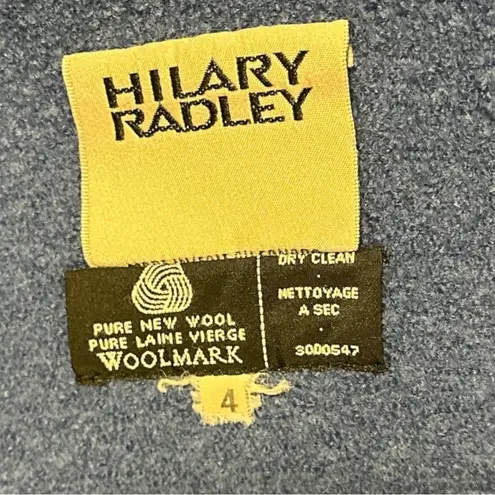 HILARY
RADLEY
DRY CLEAN
NETTOYAGE
A SEC
PURE NEW WOOL
PURE LAINE VIERGE
WOOLMARK
3000547
4